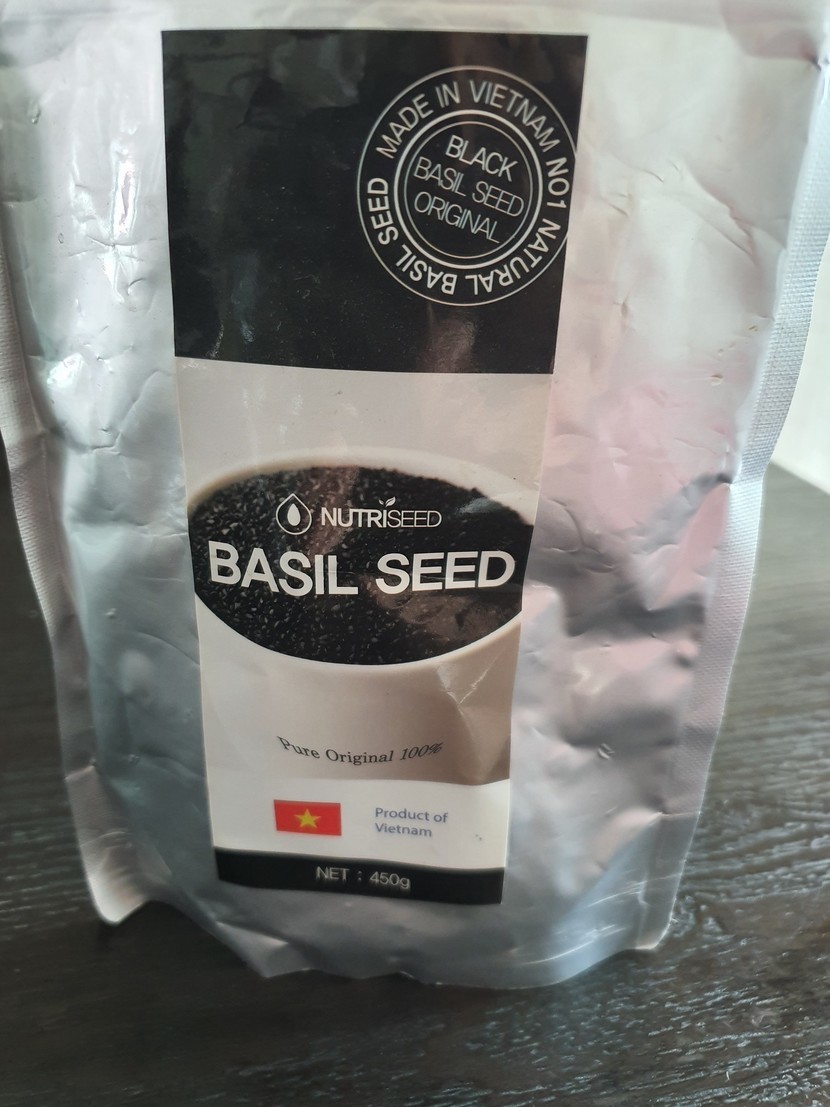 MADE IN VIETNAM NO1 NATURAL BASIL SEED
BLACK
BASIL SEED
ORIGINAL
NUTRISEED
BASIL SEED
Pure Original 100%
Product of
Vietnam
NET : 450g